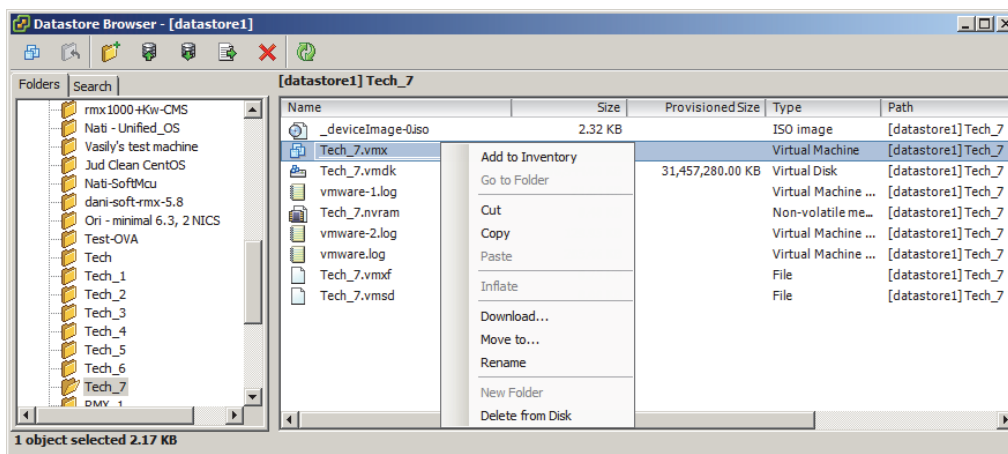 Datastore Browser - [datastore1]
Folders
Search
[datastore1] Tech_7
rmx1000+Kw-CMS
Nati - Unified_OS
Vasily's test machine
Jud Clean CentOS
Nati-SoftMcu
dani-soft-rmx-5.8
Ori - minimal 6.3, 2 NICS
Test-OVA
Tech
Tech_1
Tech_2
Tech_3
Tech_4
Tech_5
Tech_6
Tech_7
RMX_1
Name Size Provisioned Size Type Path
_deviceImage-0.iso 2.32 KB ISO image [datastore1] Tech_7
Tech_7.vmx Virtual Machine [datastore1] Tech_7
Tech_7.vmdk 31,457,280.00 KB Virtual Disk [datastore1] Tech_7
vmware-1.log Virtual Machine ... [datastore1] Tech_7
Tech_7.nvram Non-volatile me... [datastore1] Tech_7
vmware-2.log Virtual Machine ... [datastore1] Tech_7
vmware.log Virtual Machine ... [datastore1] Tech_7
Tech_7.vmxf File [datastore1] Tech_7
Tech_7.vmsd File [datastore1] Tech_7
Add to Inventory
Go to Folder
Cut
Copy
Paste
Inflate
Download...
Move to...
Rename
New Folder
Delete from Disk
1 object selected 2.17 KB